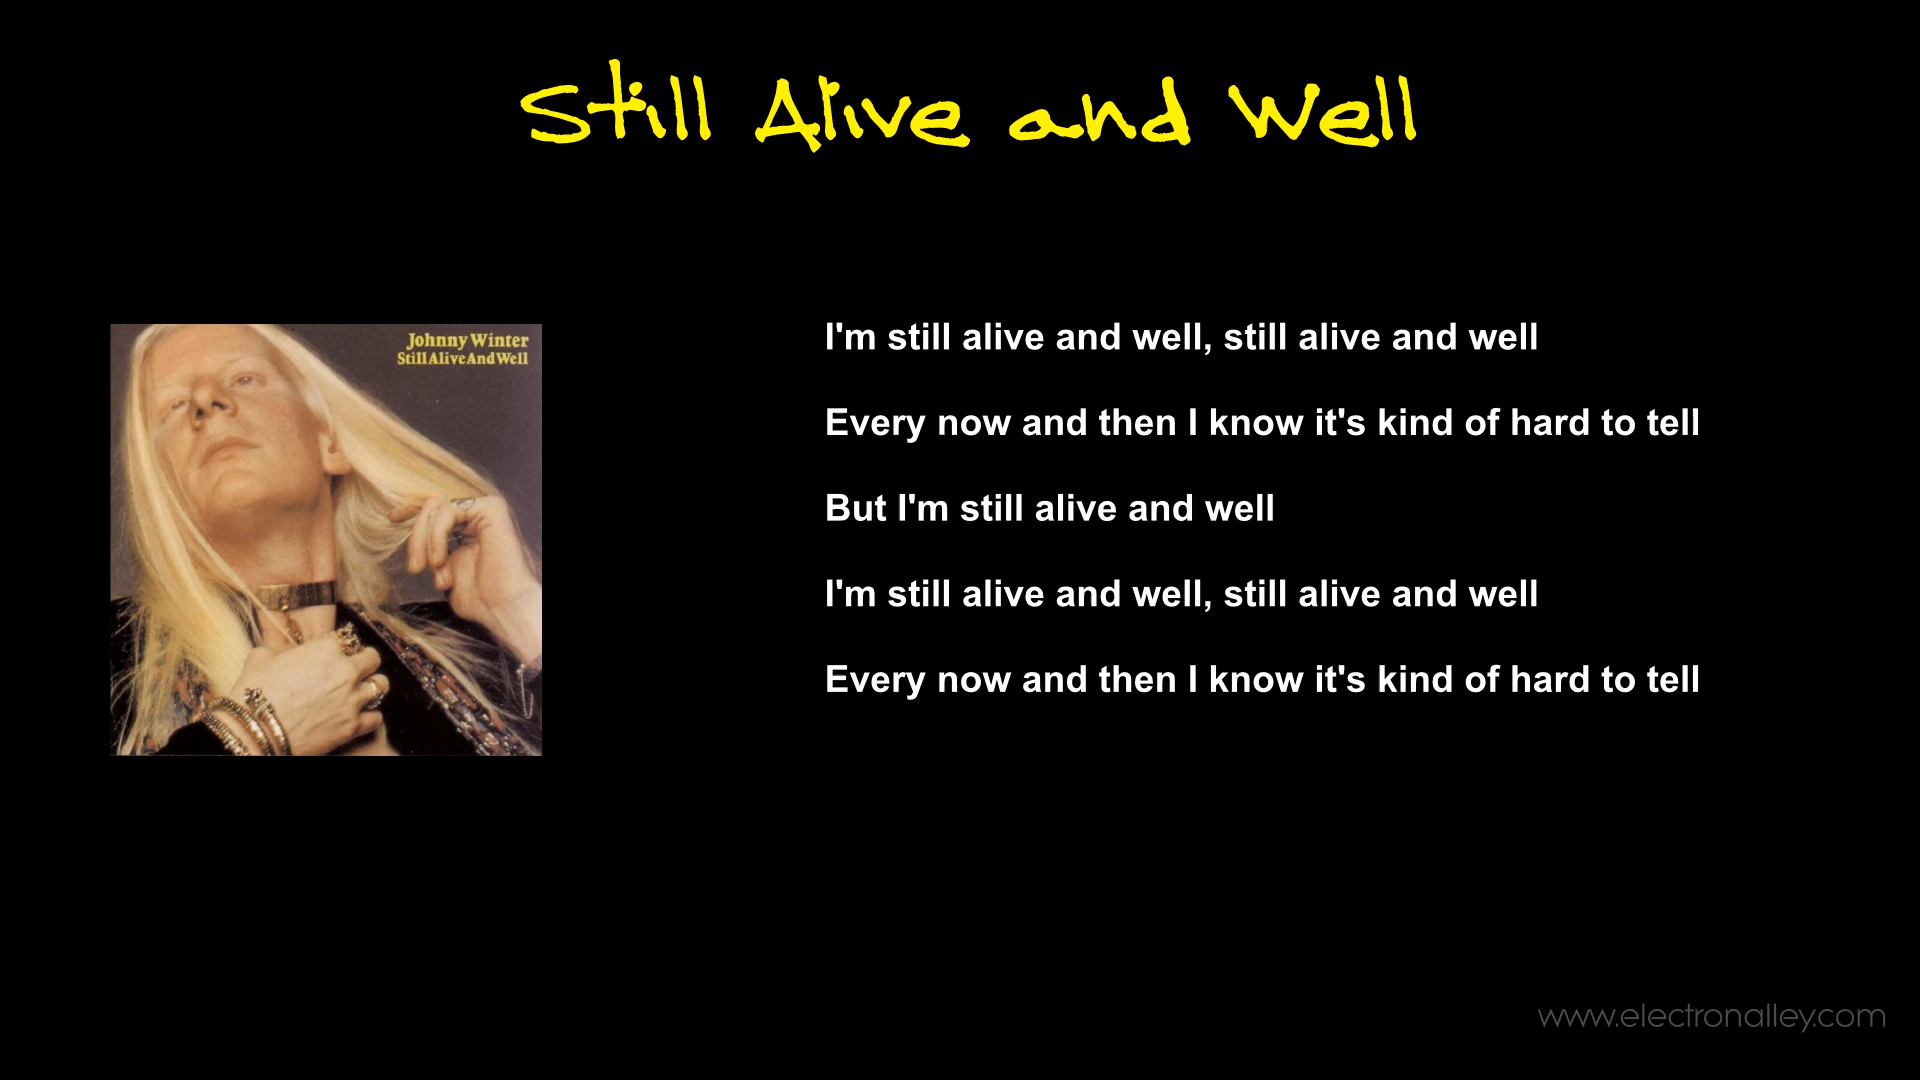 Still Alive and Well
Johnny Winter
Still Alive And Well
I'm still alive and well, still alive and well
Every now and then I know it's kind of hard to tell
But I'm still alive and well
I'm still alive and well, still alive and well
Every now and then I know it's kind of hard to tell
www.electronalley.com